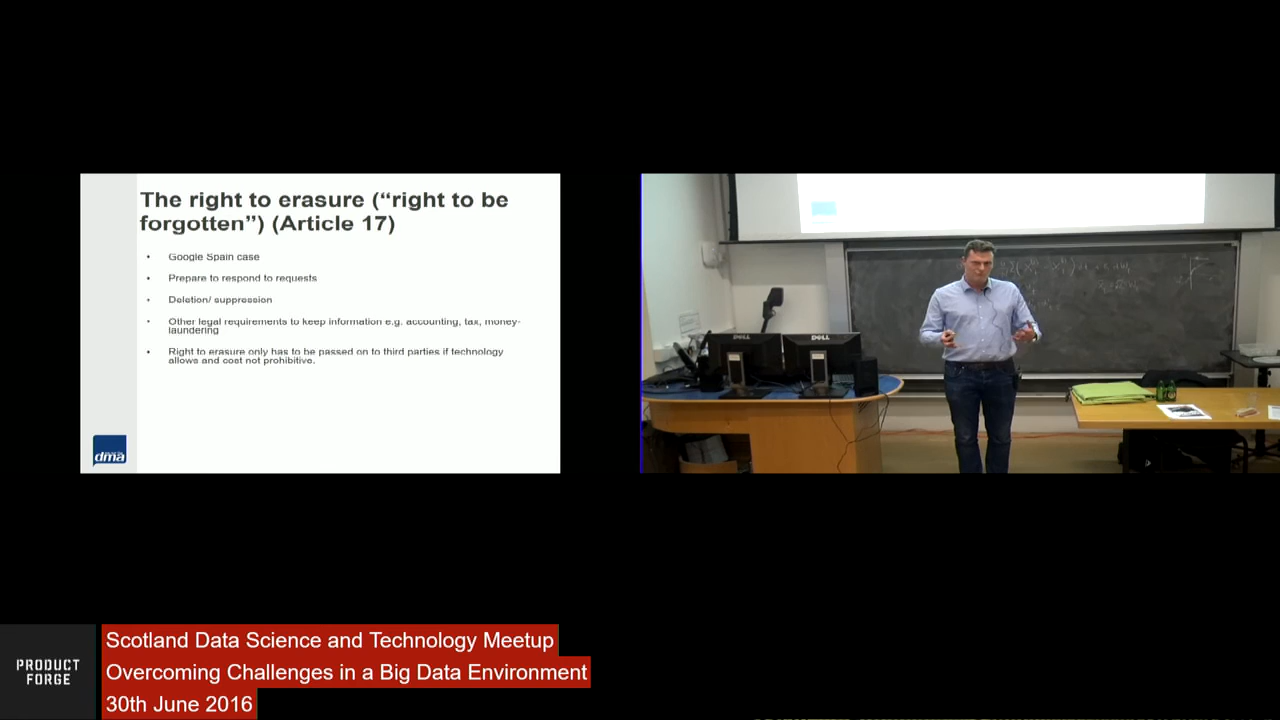 The right to erasure (“right to be
forgotten”) (Article 17)
• Google Spain case
• Prepare to respond to requests
• Deletion/ suppression
• Other legal requirements to keep information e.g. accounting, tax, money-
laundering
• Right to erasure only has to be passed on to third parties if technology
allows and cost not prohibitive.
dma
DELL
DELL
PRODUCT
FORGE
Scotland Data Science and Technology Meetup
Overcoming Challenges in a Big Data Environment
30th June 2016